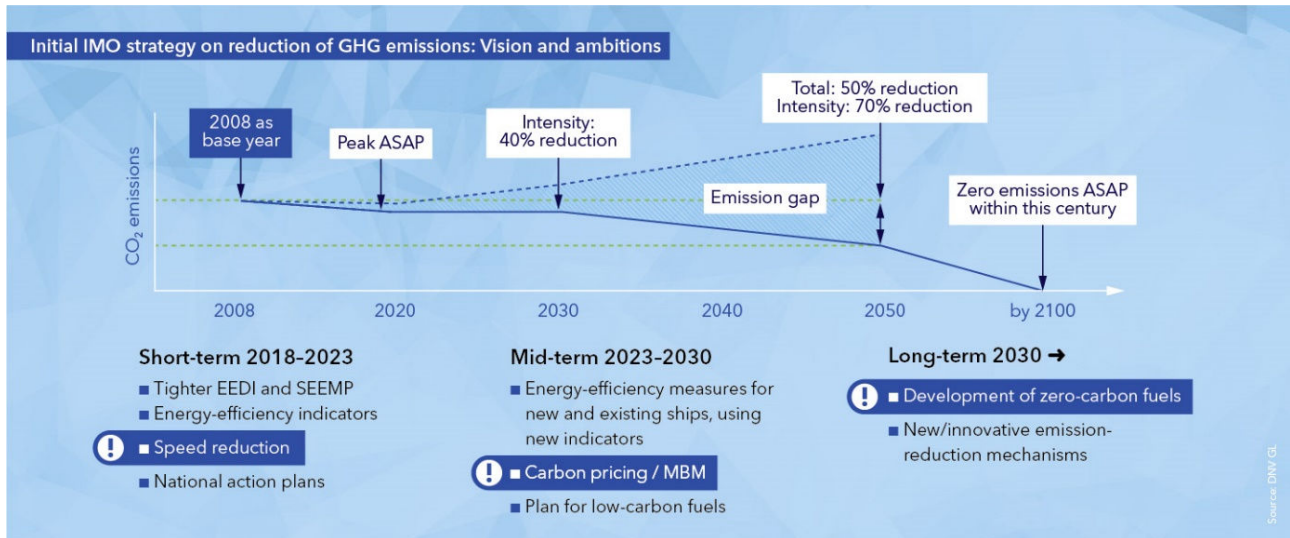 Initial IMO strategy on reduction of GHG emissions: Vision and ambitions
Total: 50% reduction
Intensity: 70% reduction
2008 as
base year
Peak ASAP
Intensity:
40% reduction
Emission gap
Zero emissions ASAP
within this century
CO₂ emissions
2008
2020
2030
2040
2050
by 2100
Short-term 2018–2023
■ Tighter EEDI and SEEMP
■ Energy-efficiency indicators
! ■ Speed reduction
■ National action plans
Mid-term 2023–2030
■ Energy-efficiency measures for
new and existing ships, using
new indicators
! ■ Carbon pricing / MBM
■ Plan for low-carbon fuels
Long-term 2030 ➔
! ■ Development of zero-carbon fuels
■ New/innovative emission-
reduction mechanisms
Source: DNV GL